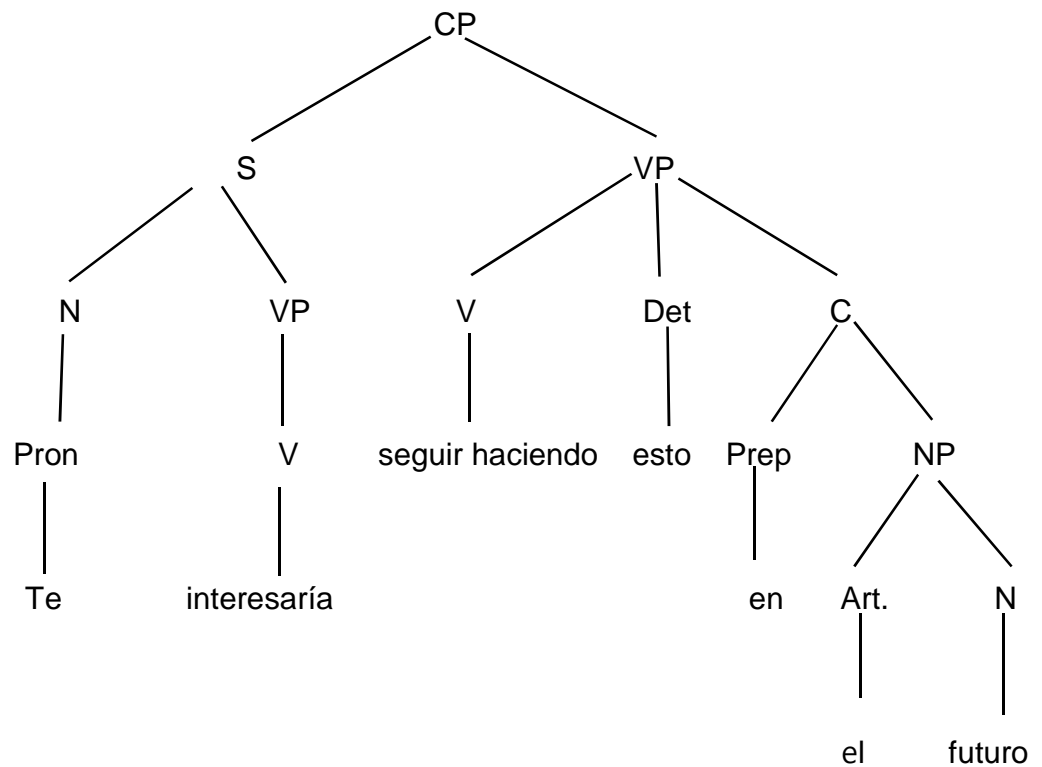 CP
S VP
N VP V Det C
Pron V seguir haciendo esto Prep NP
Te interesaría en Art. N
el futuro